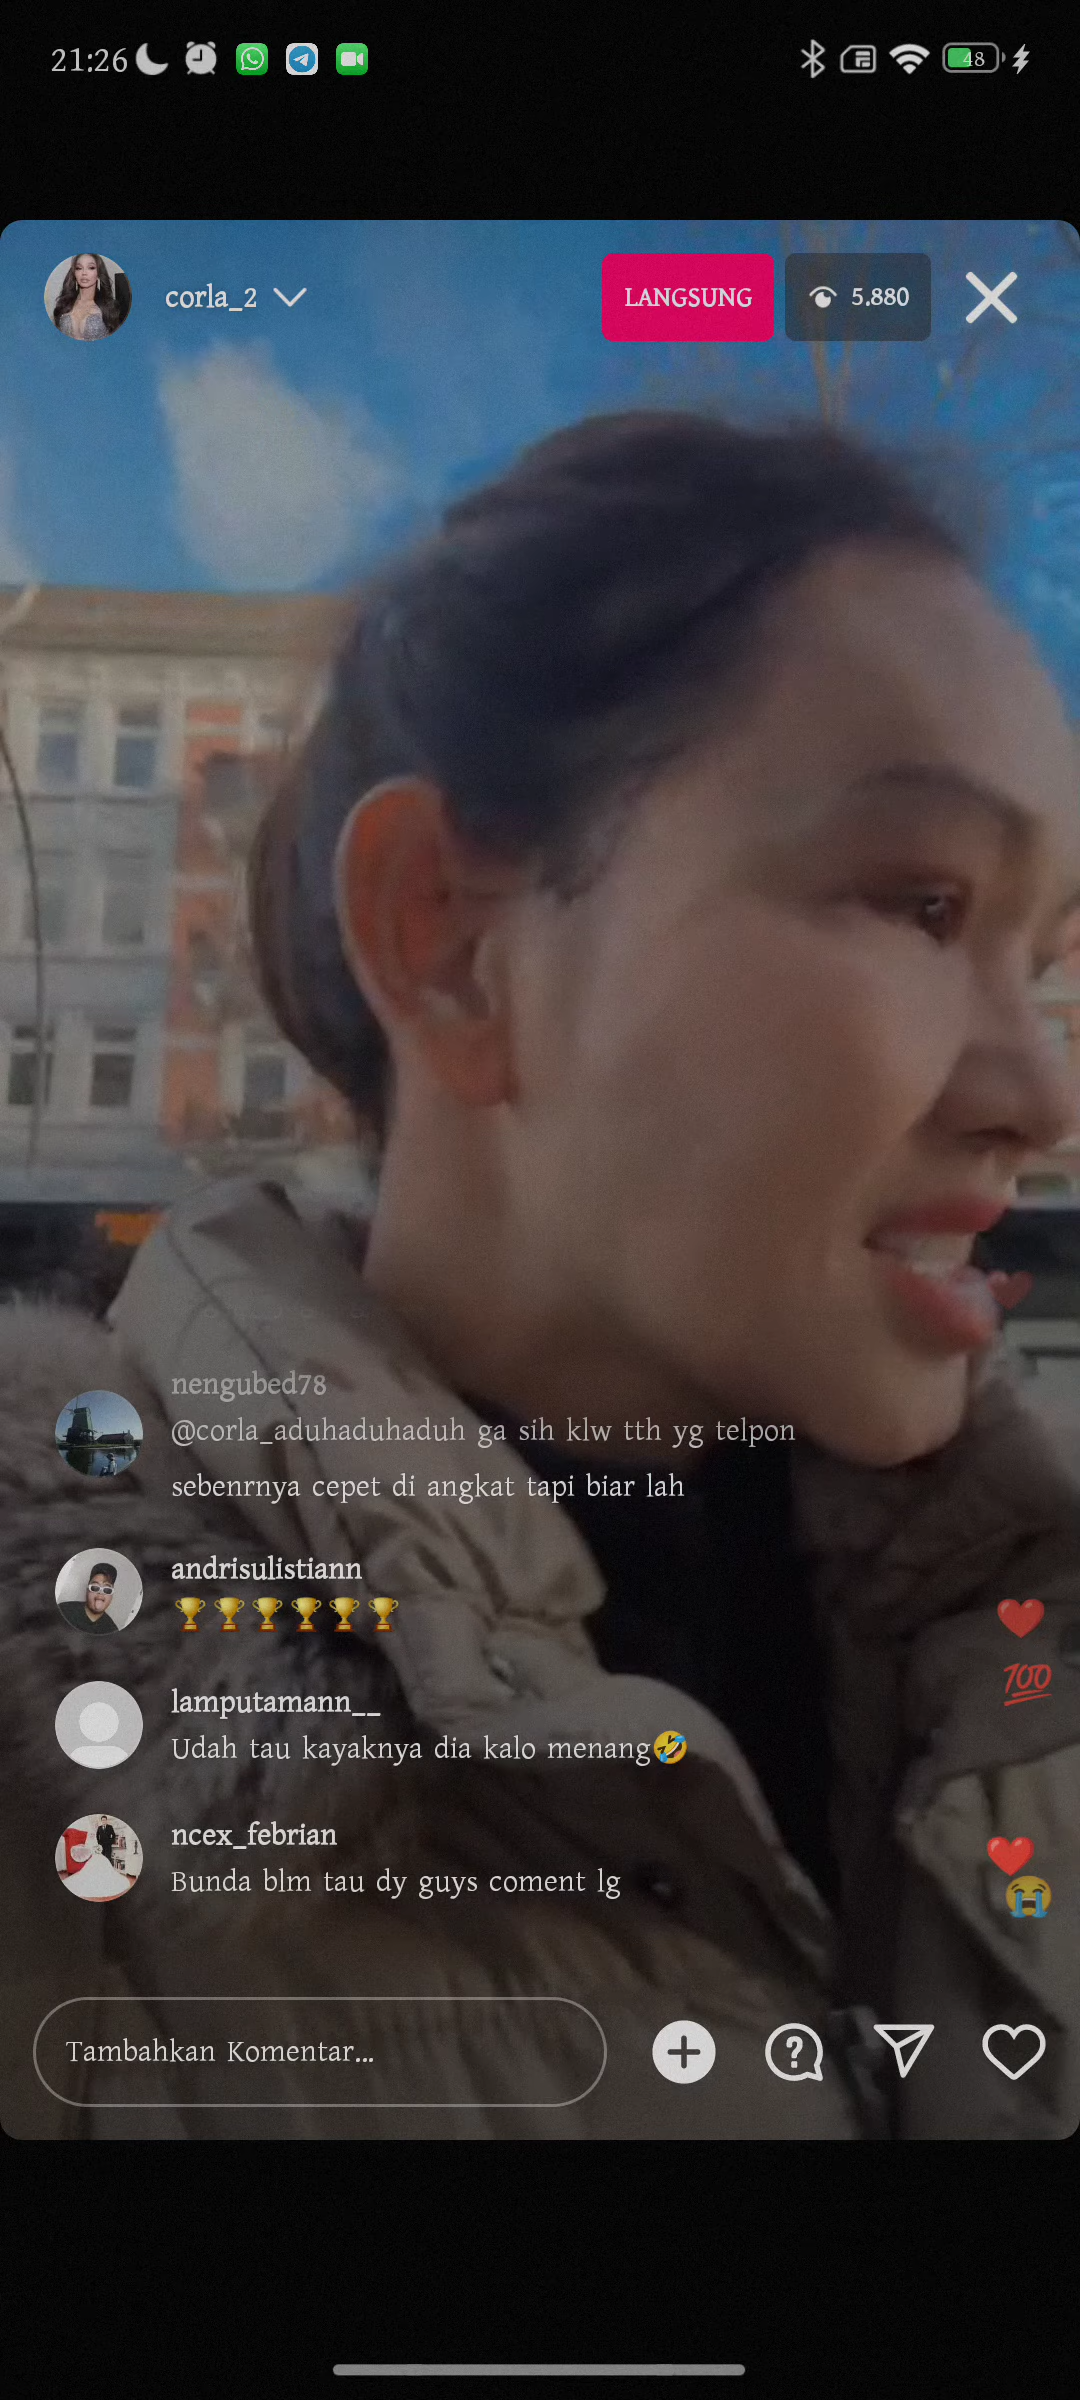 21:26
48
corla_2
LANGSUNG
5.880
nengubed78
@corla_aduhaduhaduh ga sih klw tth yg telpon
sebenrnya cepet di angkat tapi biar lah
andrisulistiann
🏆🏆🏆🏆🏆🏆
lamputamann__
Udah tau kayaknya dia kalo menang🤣
ncex_febrian
Bunda blm tau dy guys coment lg
💯
Tambahkan Komentar...